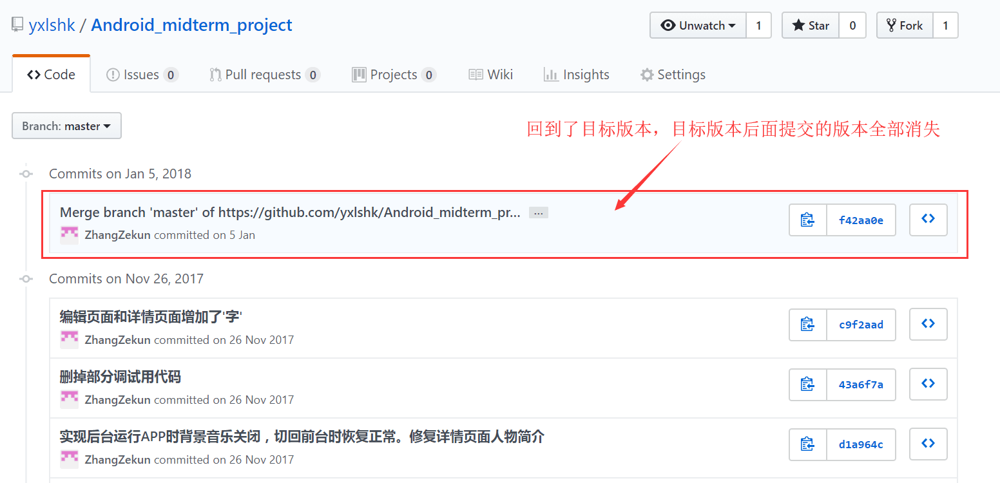 yxlshk / Android_midterm_project
Unwatch 1 Star 0 Fork 1
Code Issues 0 Pull requests 0 Projects 0 Wiki Insights Settings
Branch: master
回到了目标版本，目标版本后面提交的版本全部消失
Commits on Jan 5, 2018
Merge branch 'master' of https://github.com/yxlshk/Android_midterm_pr... ...
f42aa0e
ZhangZekun committed on 5 Jan
Commits on Nov 26, 2017
编辑页面和详情页面增加了'字'
c9f2aad
ZhangZekun committed on 26 Nov 2017
删掉部分调试用代码
43a6f7a
ZhangZekun committed on 26 Nov 2017
实现后台运行APP时背景音乐关闭，切回前台时恢复正常。修复详情页面人物简介
d1a964c
ZhangZekun committed on 26 Nov 2017